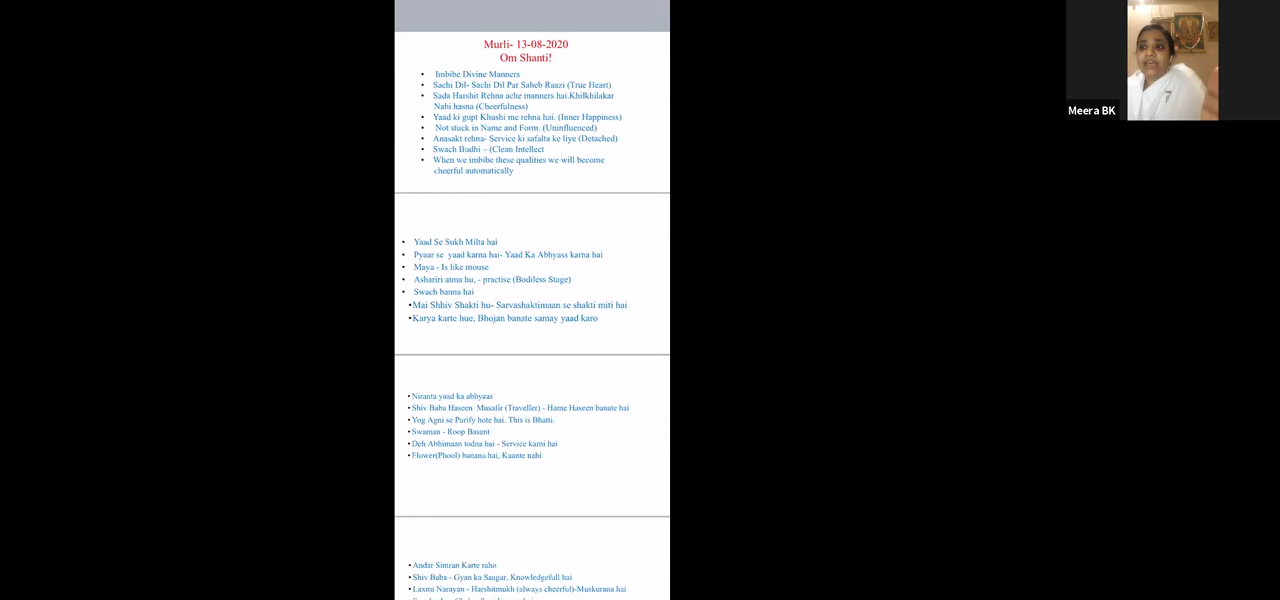 Murli- 13-08-2020
Om Shanti!
• Imbibe Divine Manners
• Sachi Dil- Sachi Dil Par Saheb Raazi (True Heart)
• Sada Harshit Rehna ache manners hai.Khilkhilakar
Nahi hasna (Cheerfulness)
• Yaad ki gupt Khushi me rehna hai. (Inner Happiness)
• Not stuck in Name and Form. (Uninfluenced)
• Anasakt rehna- Service ki safalta ke liye (Detached)
• Swach Budhi – (Clean Intellect
• When we imbibe these qualities we will become
cheerful automatically
• Yaad Se Sukh Milta hai
• Pyaar se yaad karna hai- Yaad Ka Abhyass karna hai
• Maya - Is like mouse
• Ashariri atma hu, - practise (Bodiless Stage)
• Swach banna hai
• Mai Shhiv Shakti hu- Sarvashaktimaan se shakti miti hai
• Karya karte hue, Bhojan banate samay yaad karo
• Niranta yaad ka abhyaas
• Shiv Baba Haseen Musafir (Traveller) - Hame Haseen banate hai
• Yog Agni se Purify hote hai. This is Bhatti.
• Swaman - Roop Basant
• Deh Abhimaan todna hai - Service karni hai
• Flower(Phool) banana hai, Kaante nahi
• Andar Simran Karte raho
• Shiv Baba - Gyan ka Saagar, Knowledgefull hai
• Laxmi Narayan - Harshitmukh (always cheerful)-Muskurana hai
Meera BK